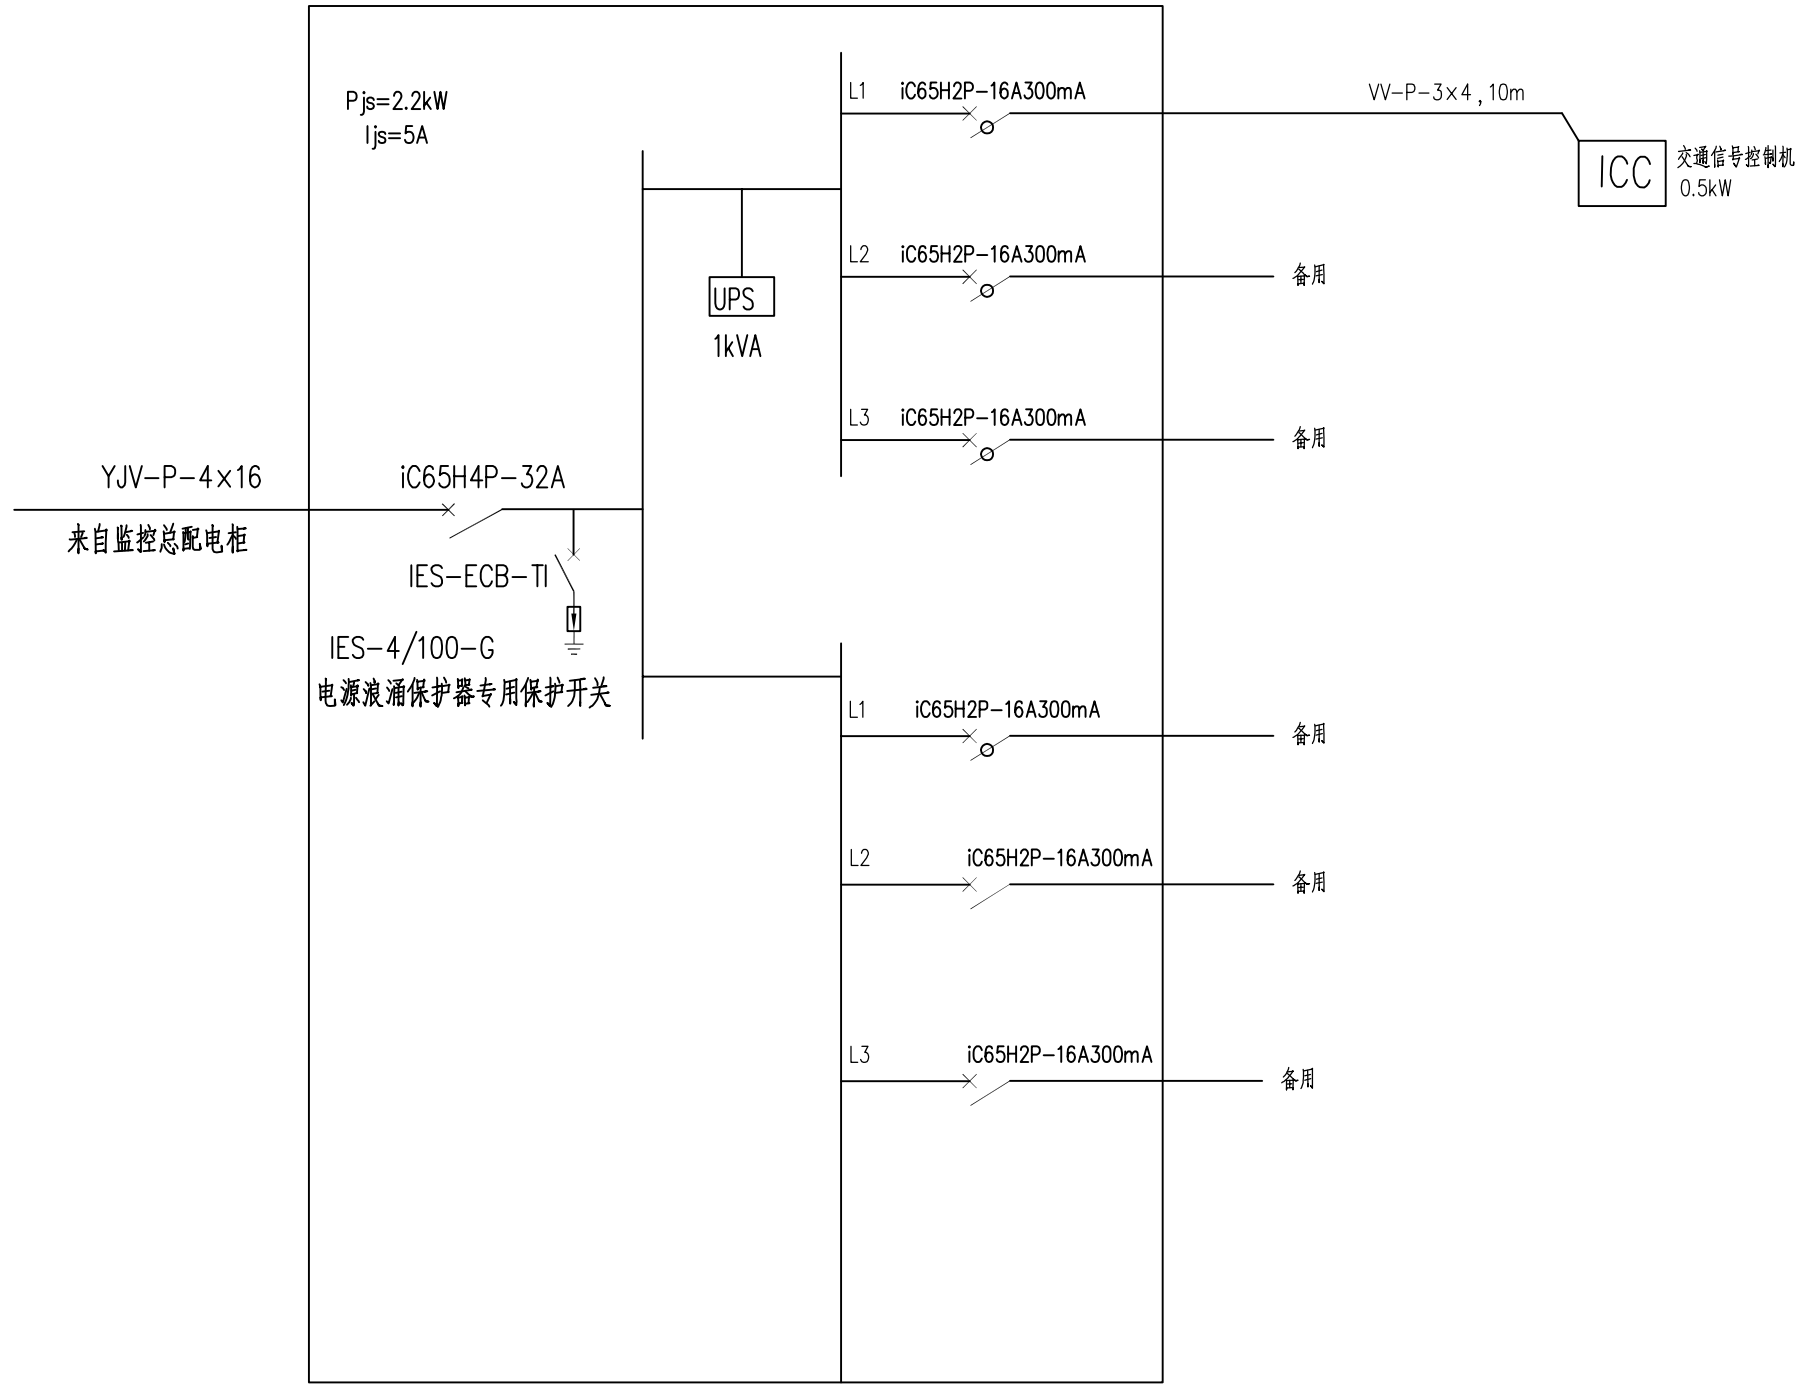 Pjs=2.2kW
Ijs=5A
L1
iC65H2P-16A300mA
VV-P-3×4,10m
ICC
交通信号控制机
0.5kW
L2
iC65H2P-16A300mA
备用
UPS
1kVA
L3
iC65H2P-16A300mA
备用
YJV-P-4×16
来自监控总配电柜
iC65H4P-32A
IES-ECB-TI
IES-4/100-G
电源浪涌保护器专用保护开关
L1
iC65H2P-16A300mA
备用
L2
iC65H2P-16A300mA
备用
L3
iC65H2P-16A300mA
备用